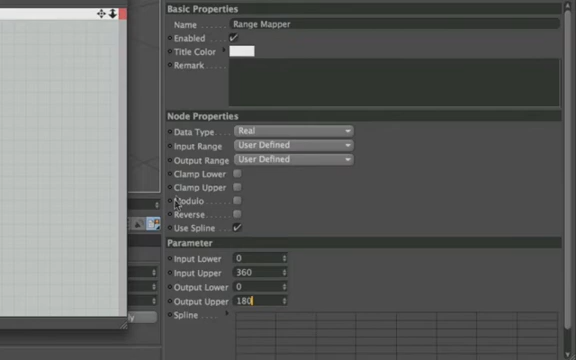 Basic Properties
Name Range Mapper
Enabled
Title Color
Remark
Node Properties
Data Type Real
Input Range User Defined
Output Range User Defined
Clamp Lower
Clamp Upper
Modulo
Reverse
Use Spline
Parameter
Input Lower 0
Input Upper 360
Output Lower 0
Output Upper 180
Spline